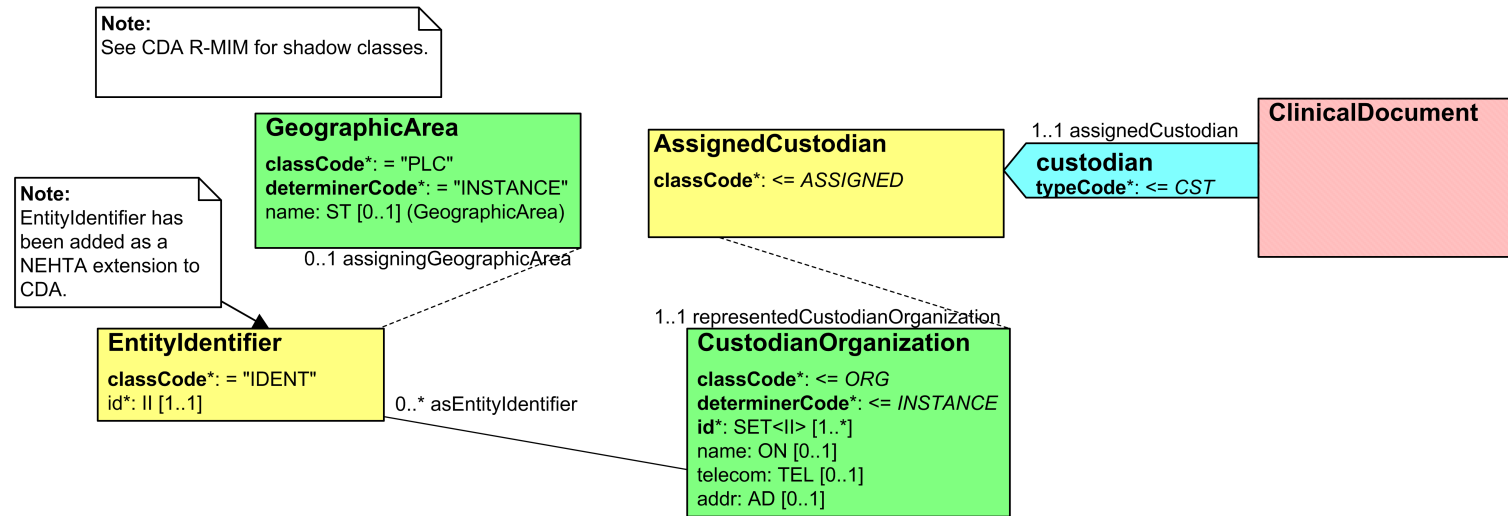 Note:
See CDA R-MIM for shadow classes.
GeographicArea
classCode*: = "PLC"
determinerCode*: = "INSTANCE"
name: ST [0..1] (GeographicArea)
0..1 assigningGeographicArea
Note:
EntityIdentifier has
been added as a
NEHTA extension to
CDA.
EntityIdentifier
classCode*: = "IDENT"
id*: II [1..1]
0..* asEntityIdentifier
AssignedCustodian
classCode*: <= ASSIGNED
1..1 assignedCustodian
custodian
typeCode*: <= CST
ClinicalDocument
1..1 representedCustodianOrganization
CustodianOrganization
classCode*: <= ORG
determinerCode*: <= INSTANCE
id*: SET<II> [1..*]
name: ON [0..1]
telecom: TEL [0..1]
addr: AD [0..1]